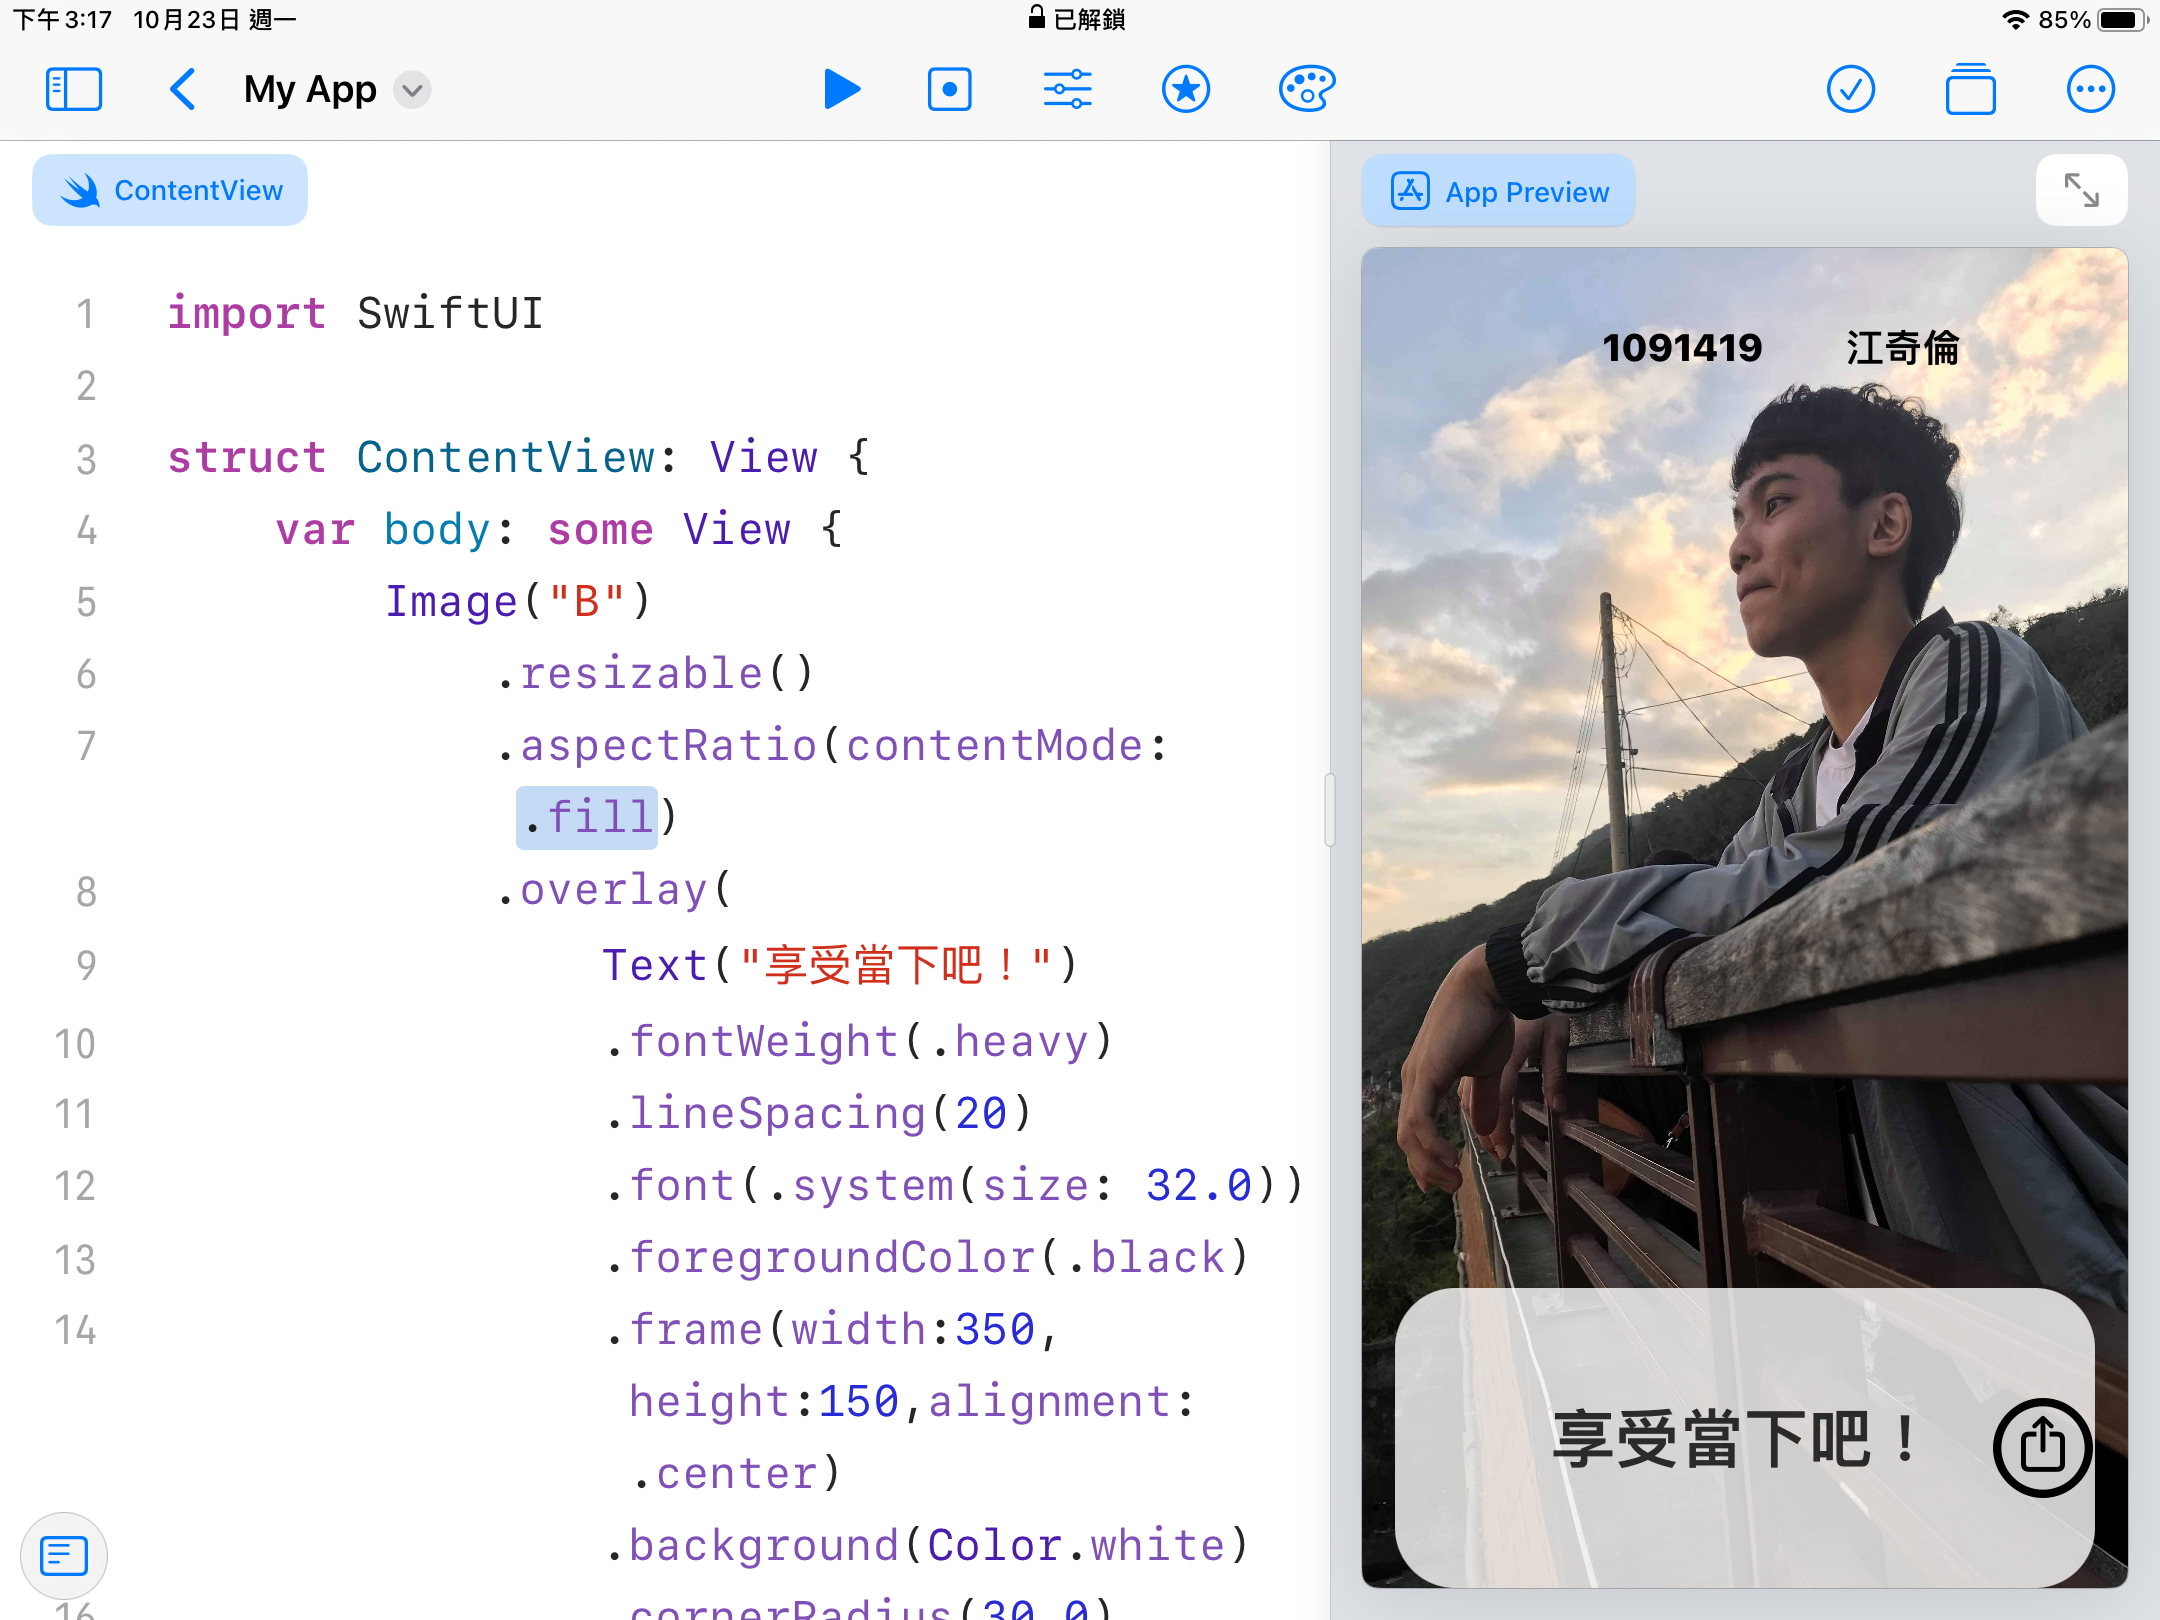 下午3:17 10月23日 週一
已解鎖
85%
My App
ContentView
1 import SwiftUI
2
3 struct ContentView: View {
4 var body: some View {
5 Image("B")
6 .resizable()
7 .aspectRatio(contentMode:
.fill)
8 .overlay(
9 Text("享受當下吧！")
10 .fontWeight(.heavy)
11 .lineSpacing(20)
12 .font(.system(size: 32.0))
13 .foregroundColor(.black)
14 .frame(width:350,
height:150,alignment:
.center)
.background(Color.white)
16 .cornerRadius(30.0)
App Preview
1091419 江奇倫
享受當下吧！